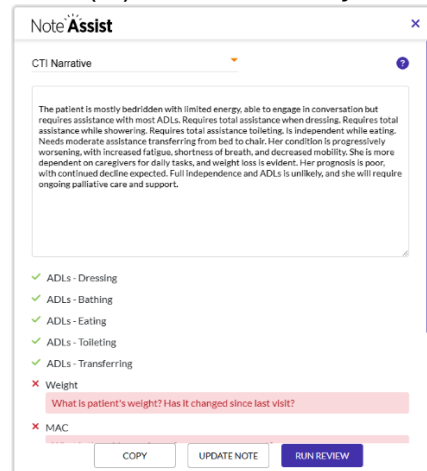 Note Assist
×
CTI Narrative
?
The patient is mostly bedridden with limited energy, able to engage in conversation but
requires assistance with most ADLs. Requires total assistance when dressing. Requires total
assistance while showering. Requires total assistance toileting. Is independent while eating.
Needs moderate assistance transferring from bed to chair. Her condition is progressively
worsening, with increased fatigue, shortness of breath, and decreased mobility. She is more
dependent on caregivers for daily tasks, and weight loss is evident. Her prognosis is poor,
with continued decline expected. Full independence and ADLs is unlikely, and she will require
ongoing palliative care and support.
ADLs - Dressing
ADLs - Bathing
ADLs - Eating
ADLs - Toileting
ADLs - Transferring
Weight
What is patient's weight? Has it changed since last visit?
MAC
COPY
UPDATE NOTE
RUN REVIEW